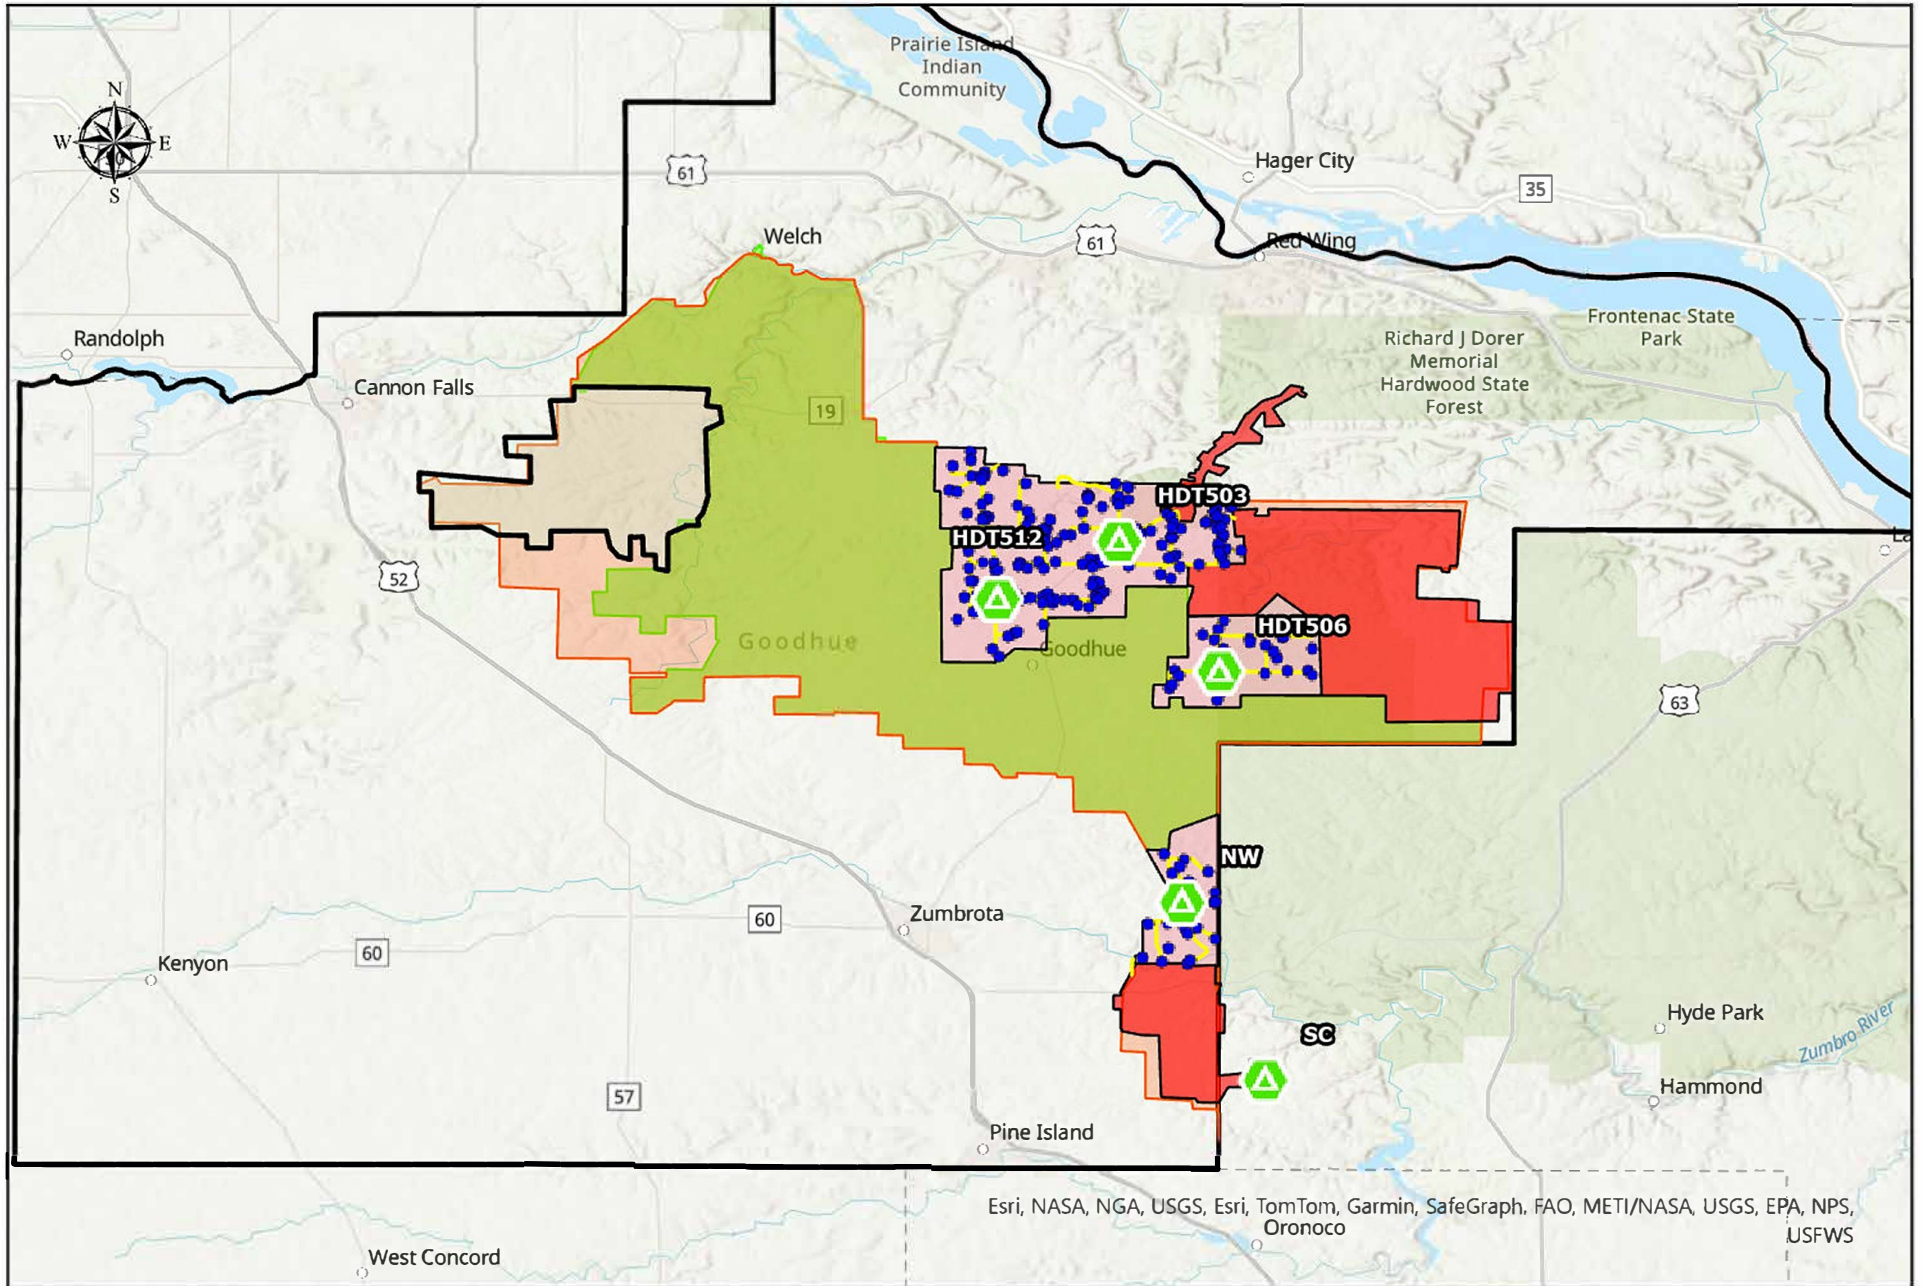 Prairie Island
Indian
Community
N
W
E
S
Hager City
61
35
Welch
61
Red Wing
Frontenac State
Park
Randolph
Richard J Dorer
Memorial
Hardwood State
Forest
Cannon Falls
19
HDT503
HDT512
52
HDT506
Goodhue
Goodhue
63
NW
Zumbrota
60
60
Kenyon
Hyde Park
Zumbro River
SC
Hammond
57
Pine Island
Esri, NASA, NGA, USGS, Esri, TomTom, Garmin, SafeGraph, FAO, METI/NASA, USGS, EPA, NPS,
USFWS
Oronoco
West Concord